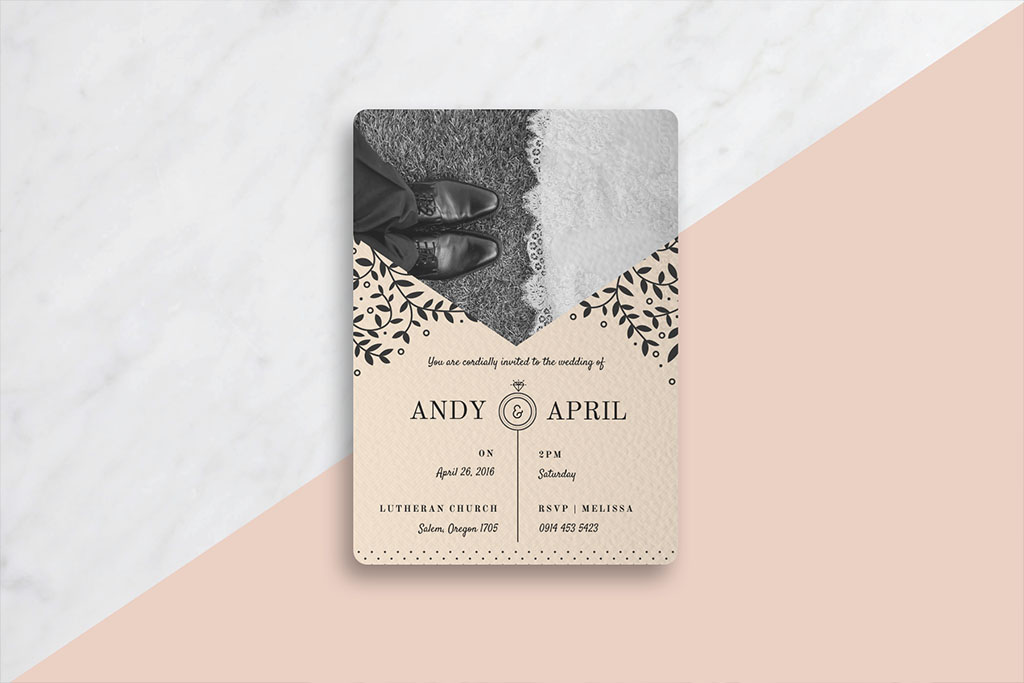 You are cordially invited to the wedding of
ANDY & APRIL
ON
April 26, 2016
2PM
Saturday
LUTHERAN CHURCH
Salem, Oregon 1705
RSVP | MELISSA
0914 453 5423